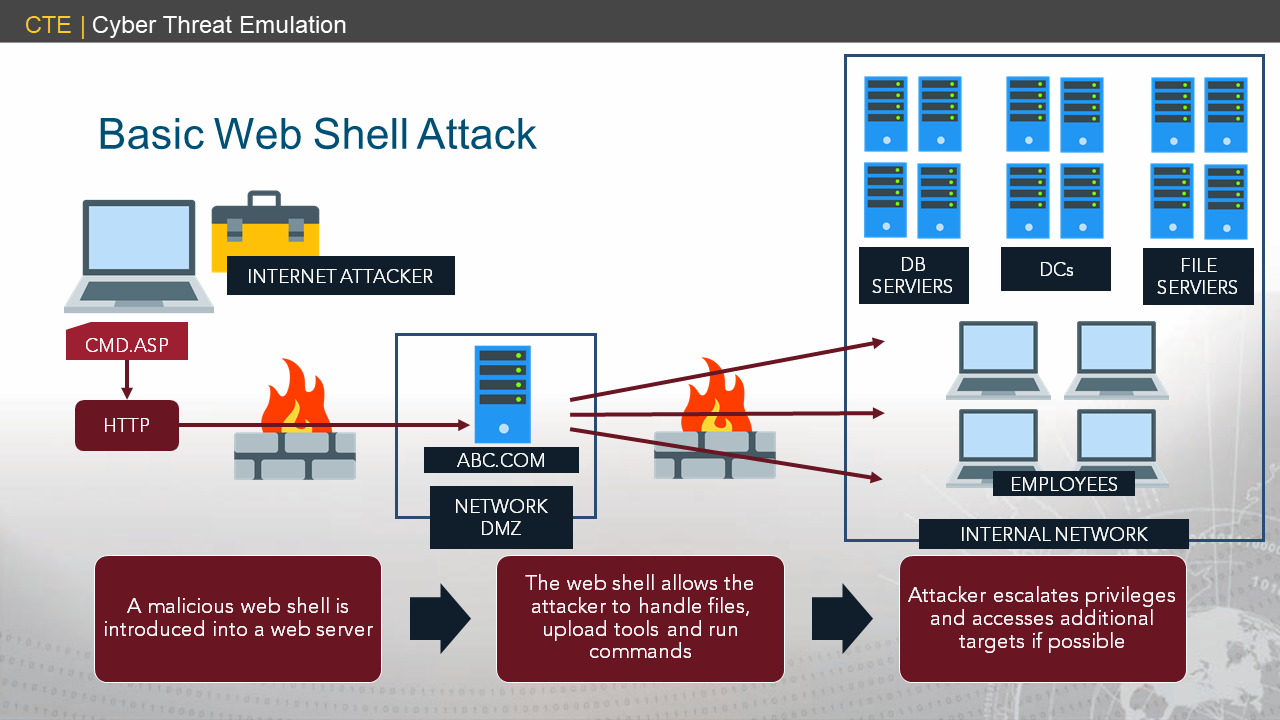 CTE | Cyber Threat Emulation
Basic Web Shell Attack
INTERNET ATTACKER
CMD.ASP
HTTP
ABC.COM
NETWORK
DMZ
DB
SERVIERS
DCs
FILE
SERVIERS
EMPLOYEES
INTERNAL NETWORK
A malicious web shell is
introduced into a web server
The web shell allows the
attacker to handle files,
upload tools and run
commands
Attacker escalates privileges
and accesses additional
targets if possible